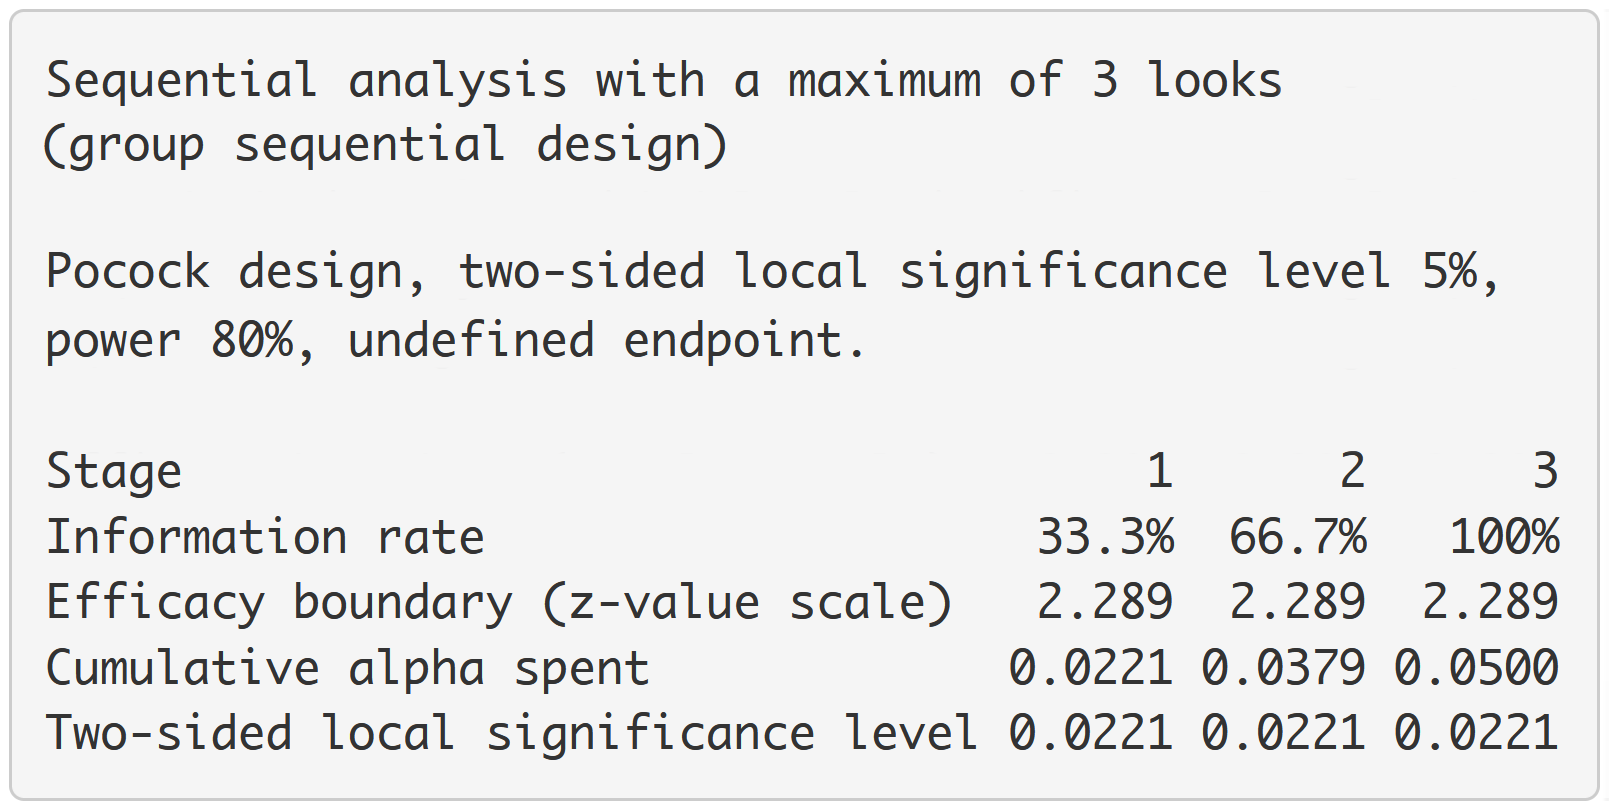 Sequential analysis with a maximum of 3 looks
(group sequential design)
Pocock design, two-sided local significance level 5%,
power 80%, undefined endpoint.
Stage 1 2 3
Information rate 33.3% 66.7% 100%
Efficacy boundary (z-value scale) 2.289 2.289 2.289
Cumulative alpha spent 0.0221 0.0379 0.0500
Two-sided local significance level 0.0221 0.0221 0.0221